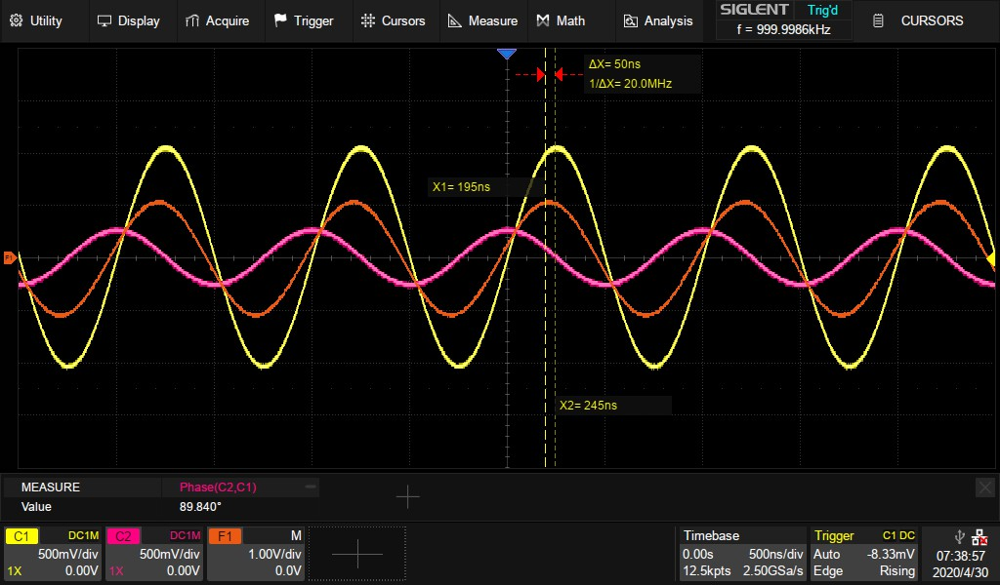 Utility Display Acquire Trigger Cursors Measure Math Analysis SIGLENT Trig'd CURSORS
f = 999.9986kHz
ΔX= 50ns
1/ΔX= 20.0MHz
X1= 195ns
F1
X2= 245ns
MEASURE Phase(C2,C1)
Value 89.840°
C1 DC1M C2 DC1M F1 M Timebase Trigger C1 DC
500mV/div 500mV/div 1.00V/div 0.00s 500ns/div Auto -8.33mV 07:38:57
1X 0.00V 1X 0.00V 0.0V 12.5kpts 2.50GSa/s Edge Rising 2020/4/30